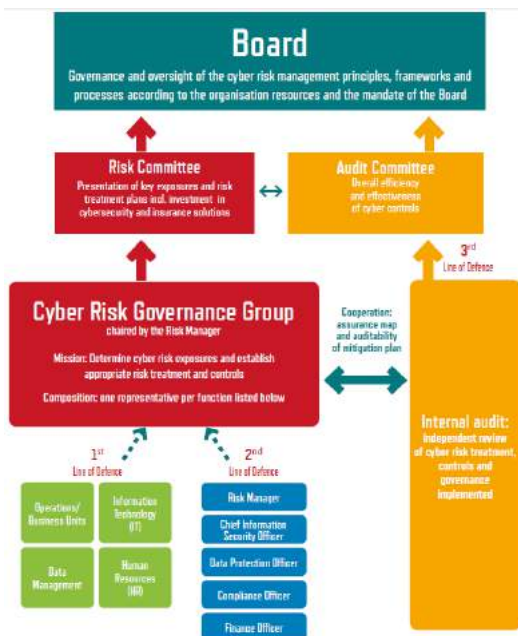 Board
Governance and oversight of the cyber risk management principles, frameworks and
processes according to the organisation resources and the mandate of the Board
Risk Committee
Presentation of key exposures and risk
treatment plans incl. investment in
cybersecurity and insurance solutions
Audit Committee
Overall efficiency
and effectiveness
of cyber controls
3rd
Line of Defence
Cyber Risk Governance Group
chaired by the Risk Manager
Mission: Determine cyber risk exposures and establish
appropriate risk treatment and controls
Composition: one representative per function listed below
Cooperation:
assurance map
and auditability
of mitigation plan
Internal audit:
independent review
of cyber risk treatment,
controls and
governance
implemented
1st
Line of Defence
2nd
Line of Defence
Operations/
Business Units
Information
Technology
(IT)
Data
Management
Human
Resources
(HR)
Risk Manager
Chief Information
Security Officer
Data Protection Officer
Compliance Officer
Finance Officer